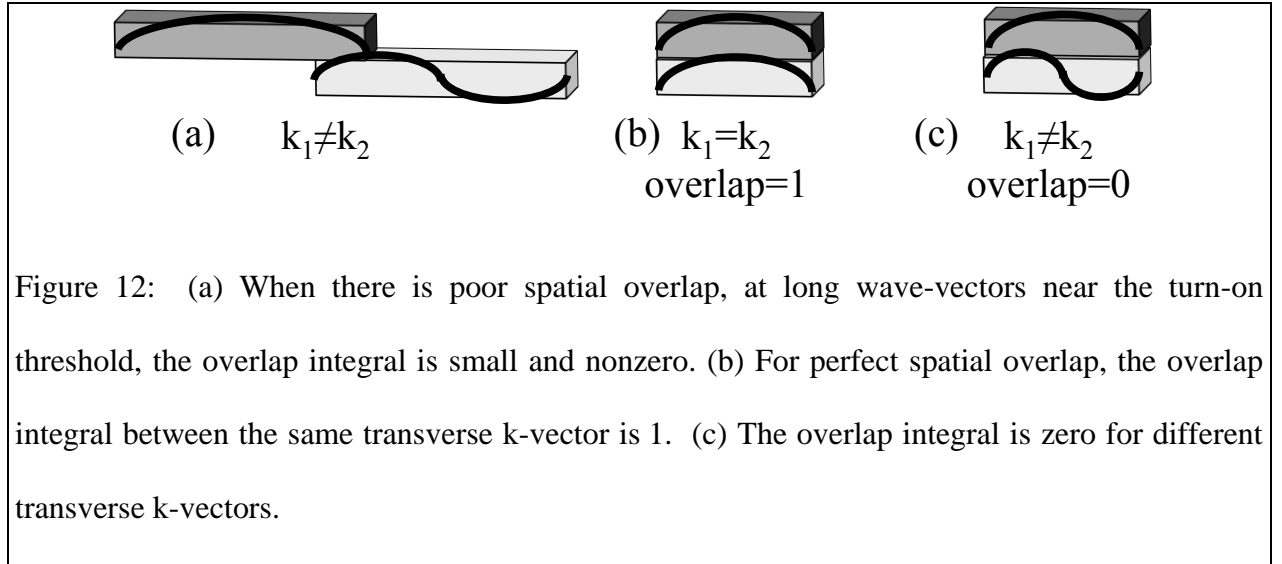 (a) k₁≠k₂ (b) k₁=k₂ (c) k₁≠k₂
overlap=1 overlap=0
Figure 12: (a) When there is poor spatial overlap, at long wave-vectors near the turn-on
threshold, the overlap integral is small and nonzero. (b) For perfect spatial overlap, the overlap
integral between the same transverse k-vector is 1. (c) The overlap integral is zero for different
transverse k-vectors.